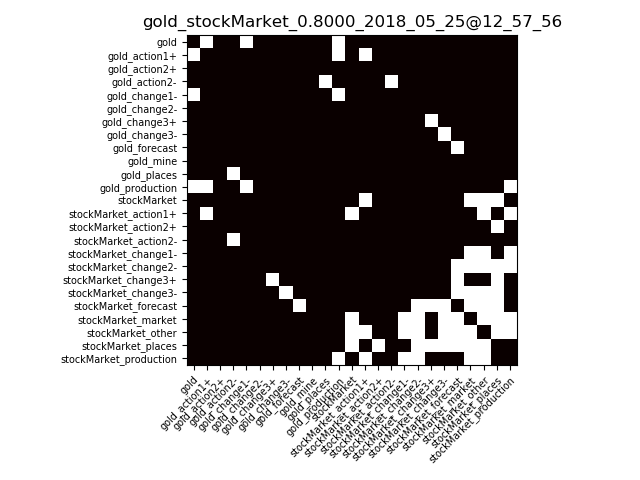 gold_stockMarket_0.8000_2018_05_25@12_57_56
gold
gold_action1+
gold_action2+
gold_action2-
gold_change1-
gold_change2-
gold_change3+
gold_change3-
gold_forecast
gold_mine
gold_places
gold_production
stockMarket
stockMarket_action1+
stockMarket_action2+
stockMarket_action2-
stockMarket_change1-
stockMarket_change2-
stockMarket_change3+
stockMarket_change3-
stockMarket_forecast
stockMarket_market
stockMarket_other
stockMarket_places
stockMarket_production
gold
gold_action1+
gold_action2+
gold_action2-
gold_change1-
gold_change2-
gold_change3+
gold_change3-
gold_forecast
gold_mine
gold_places
gold_production
stockMarket
stockMarket_action1+
stockMarket_action2+
stockMarket_action2-
stockMarket_change1-
stockMarket_change2-
stockMarket_change3+
stockMarket_change3-
stockMarket_forecast
stockMarket_market
stockMarket_other
stockMarket_places
stockMarket_production